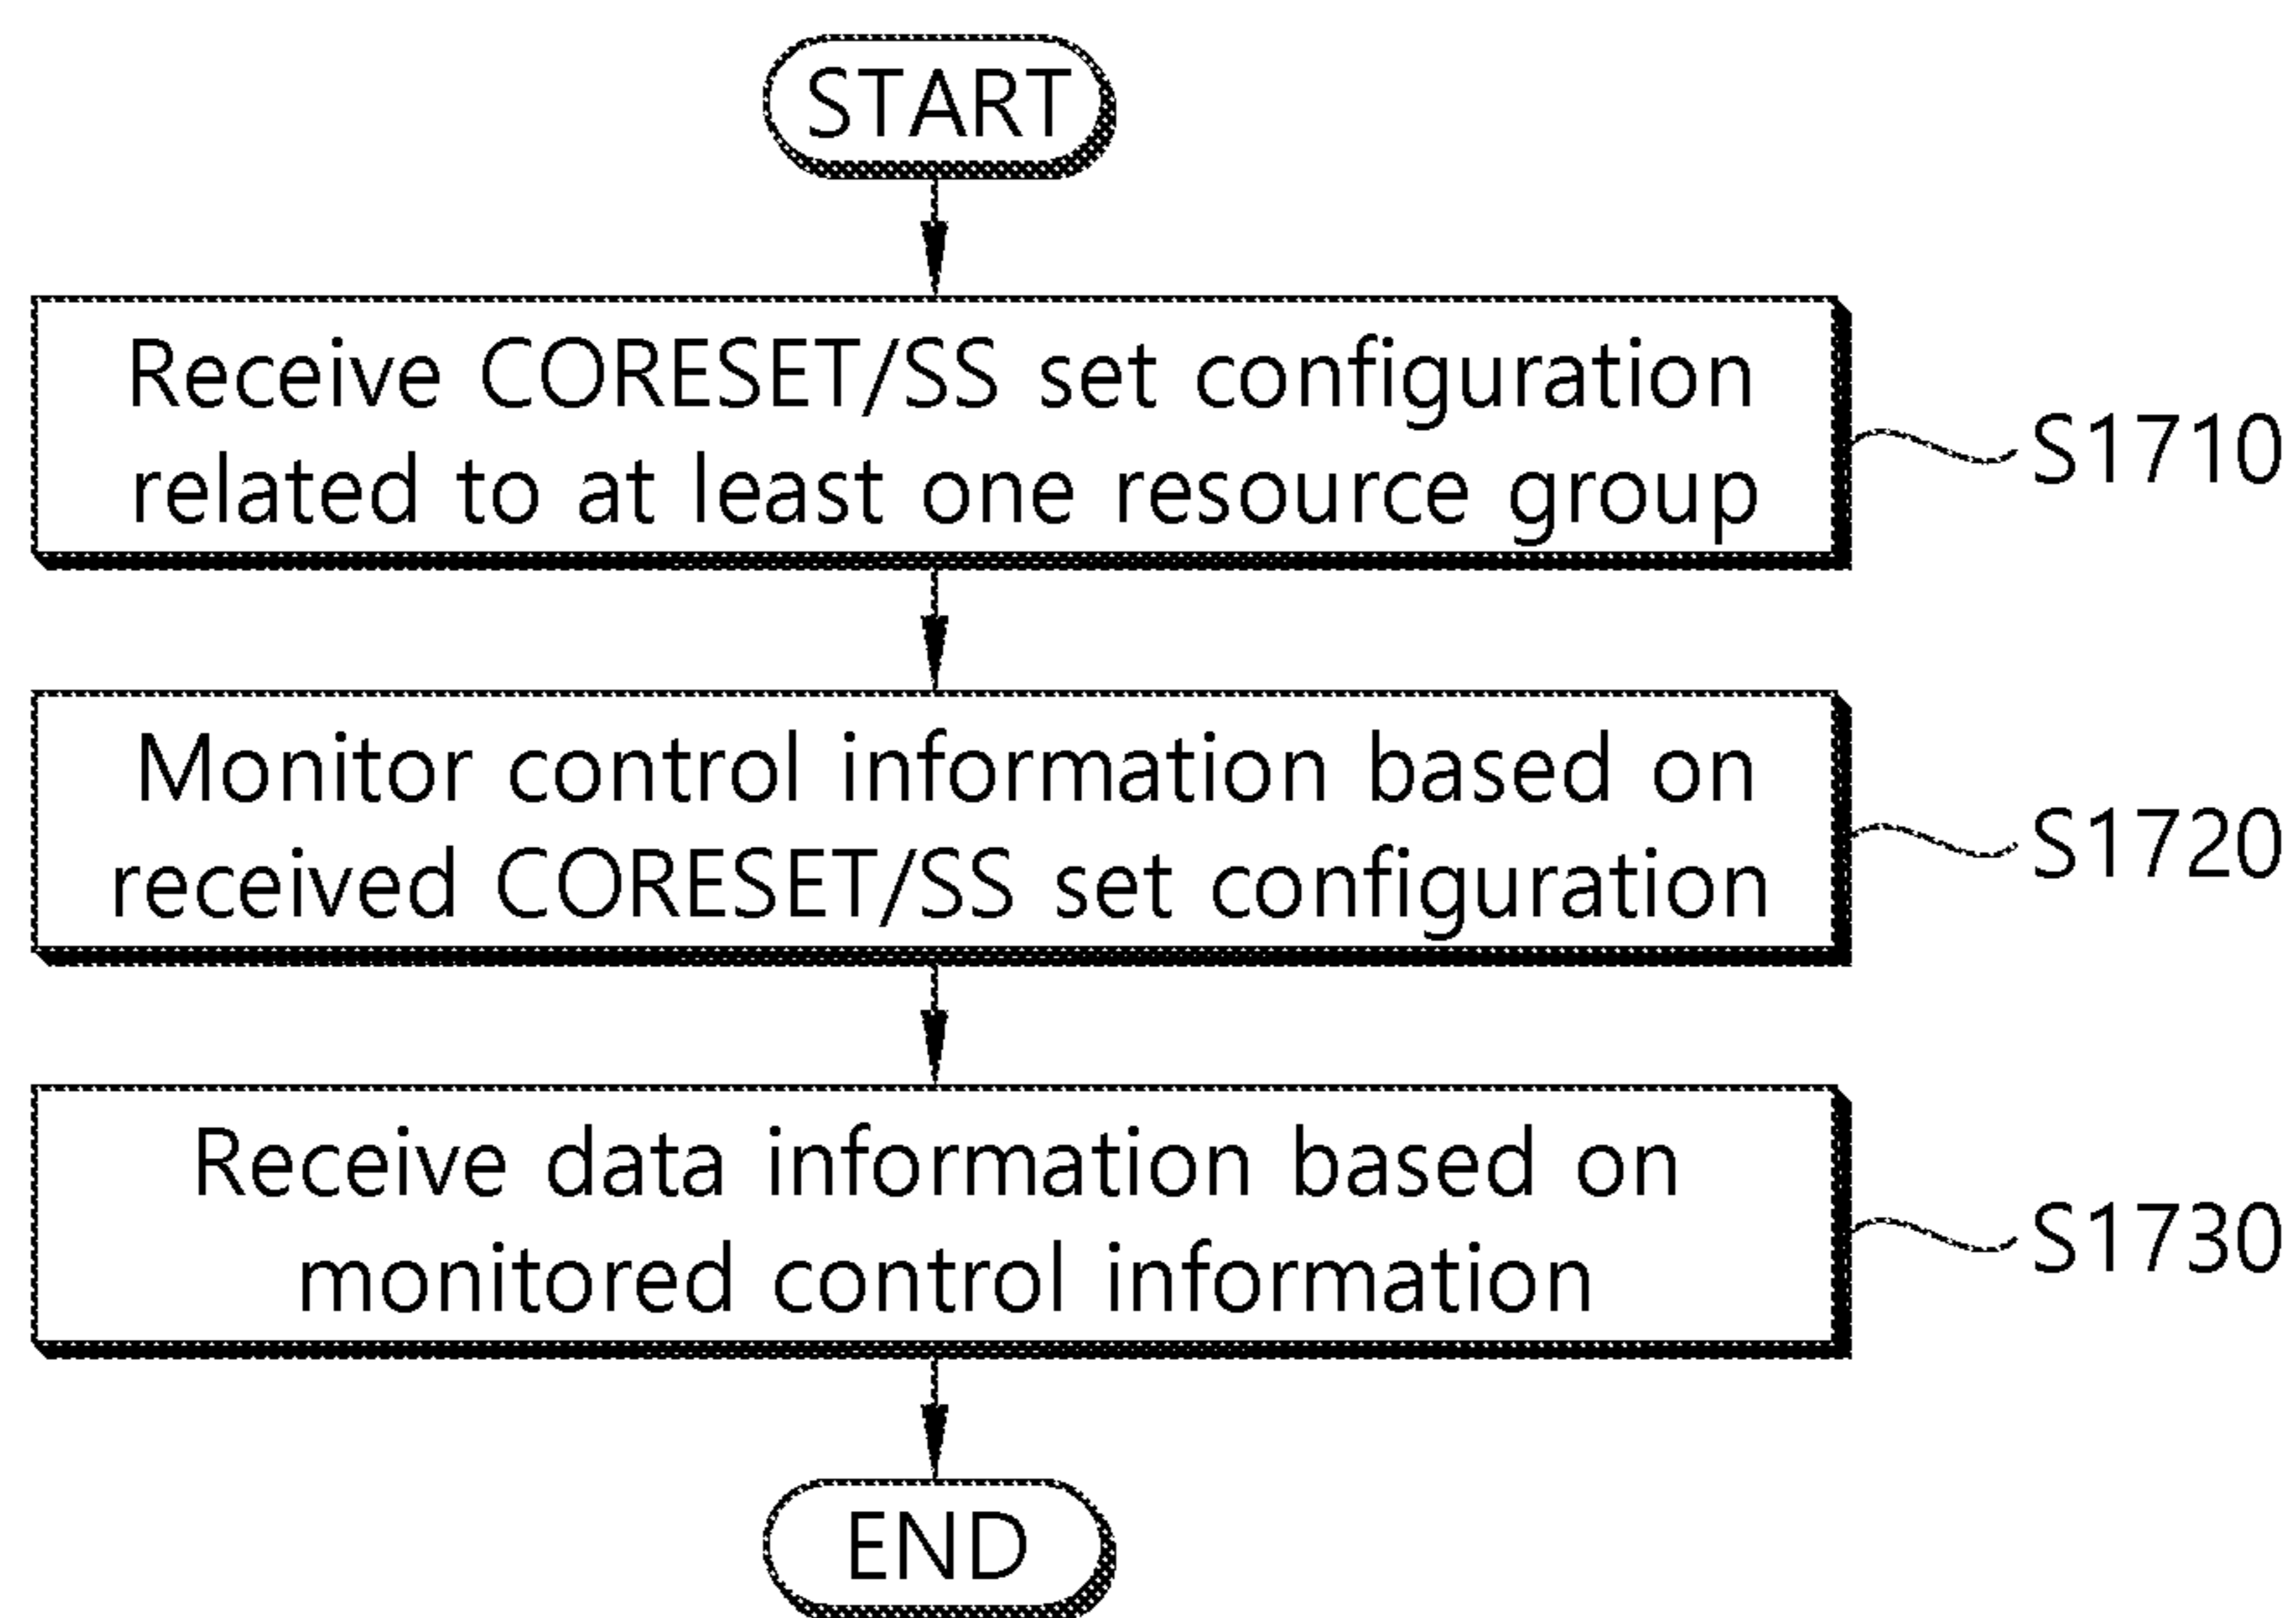 START
Receive CORESET/SS set configuration
related to at least one resource group
S1710
Monitor control information based on
received CORESET/SS set configuration
S1720
Receive data information based on
monitored control information
S1730
END